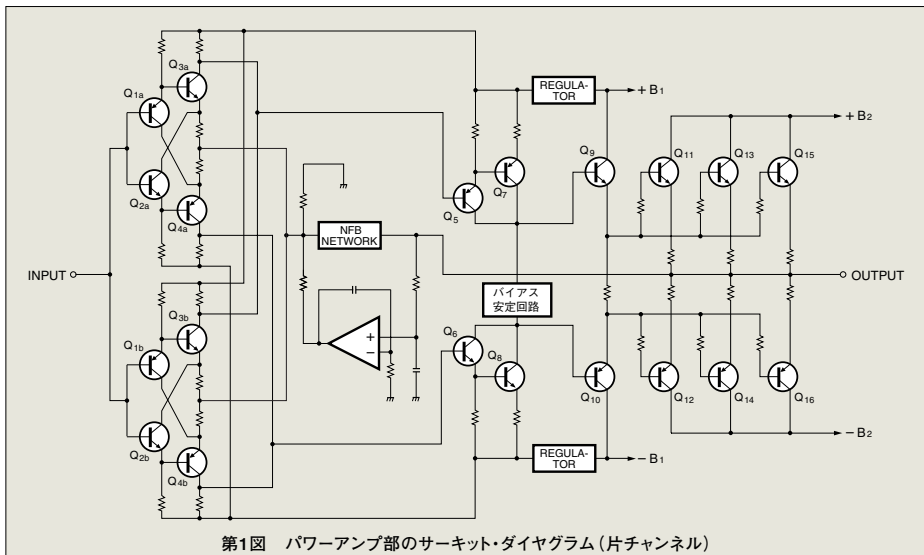 Q3a
Q1a
Q2a
Q4a
INPUT
Q3b
Q1b
Q2b
Q4b
NFB
NETWORK
+
−
Q5
Q7
REGULA-
TOR
+B1
Q9
+B2
Q11
Q13
Q15
OUTPUT
バイアス
安定回路
Q6
Q8
Q10
Q12
Q14
Q16
−B2
REGULA-
TOR
−B1
第1図 パワーアンプ部のサーキット・ダイヤグラム(片チャンネル)